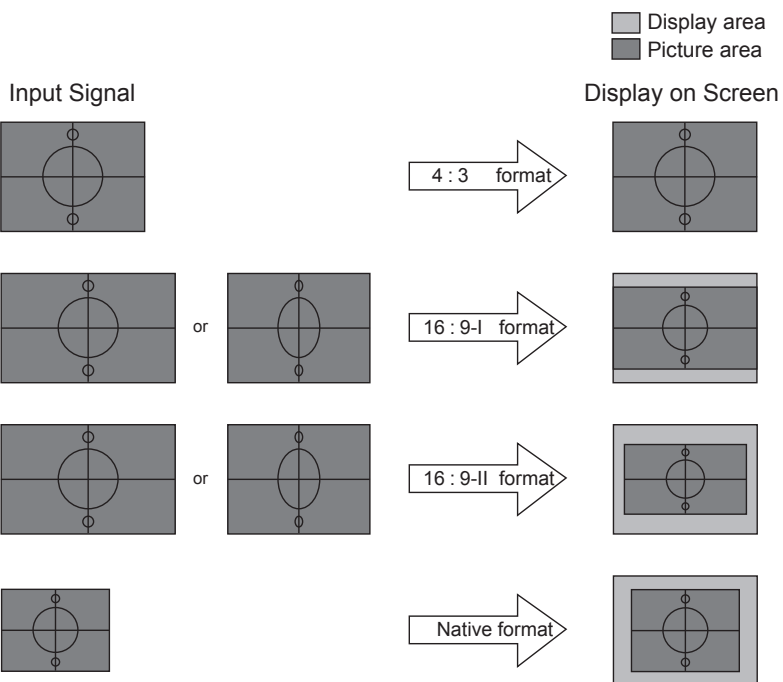 Display area
Picture area
Input Signal
Display on Screen
4 : 3 format
or
16 : 9-I format
or
16 : 9-II format
Native format